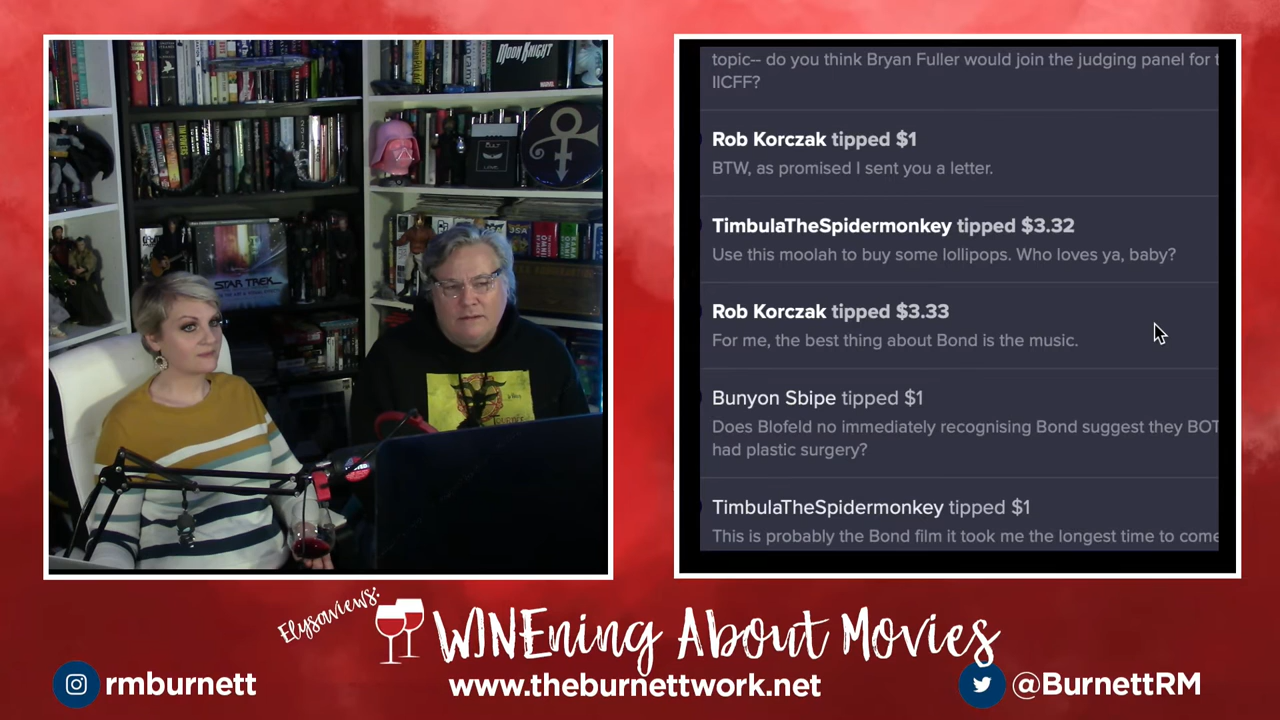 MOON KNIGHT
STAR TREK
topic-- do you think Bryan Fuller would join the judging panel for t
IICFF?
Rob Korczak tipped $1
BTW, as promised I sent you a letter.
TimbulaTheSpidermonkey tipped $3.32
Use this moolah to buy some lollipops. Who loves ya, baby?
Rob Korczak tipped $3.33
For me, the best thing about Bond is the music.
Bunyon Sbipe tipped $1
Does Blofeld no immediately recognising Bond suggest they BOT
had plastic surgery?
TimbulaTheSpidermonkey tipped $1
This is probably the Bond film it took me the longest time to come
Elysaviews:
WINEning About Movies
rmburnett
www.theburnettwork.net
@BurnettRM